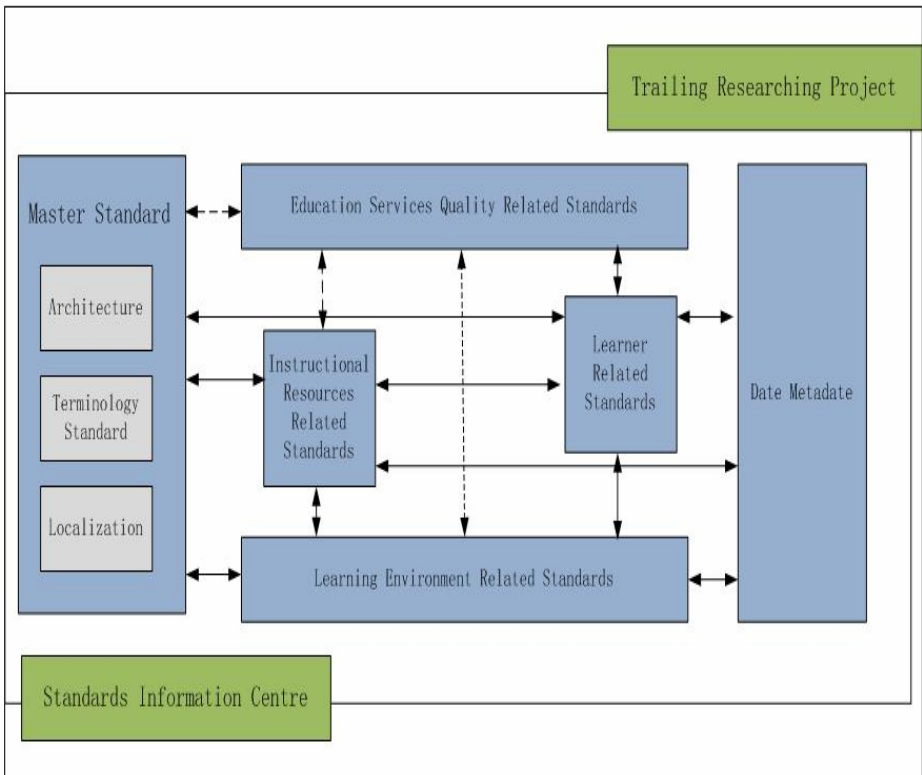 Trailing Researching Project
Master Standard
Architecture
Terminology
Standard
Localization
Education Services Quality Related Standards
Instructional
Resources
Related
Standards
Learner
Related
Standards
Date Metadate
Learning Environment Related Standards
Standards Information Centre